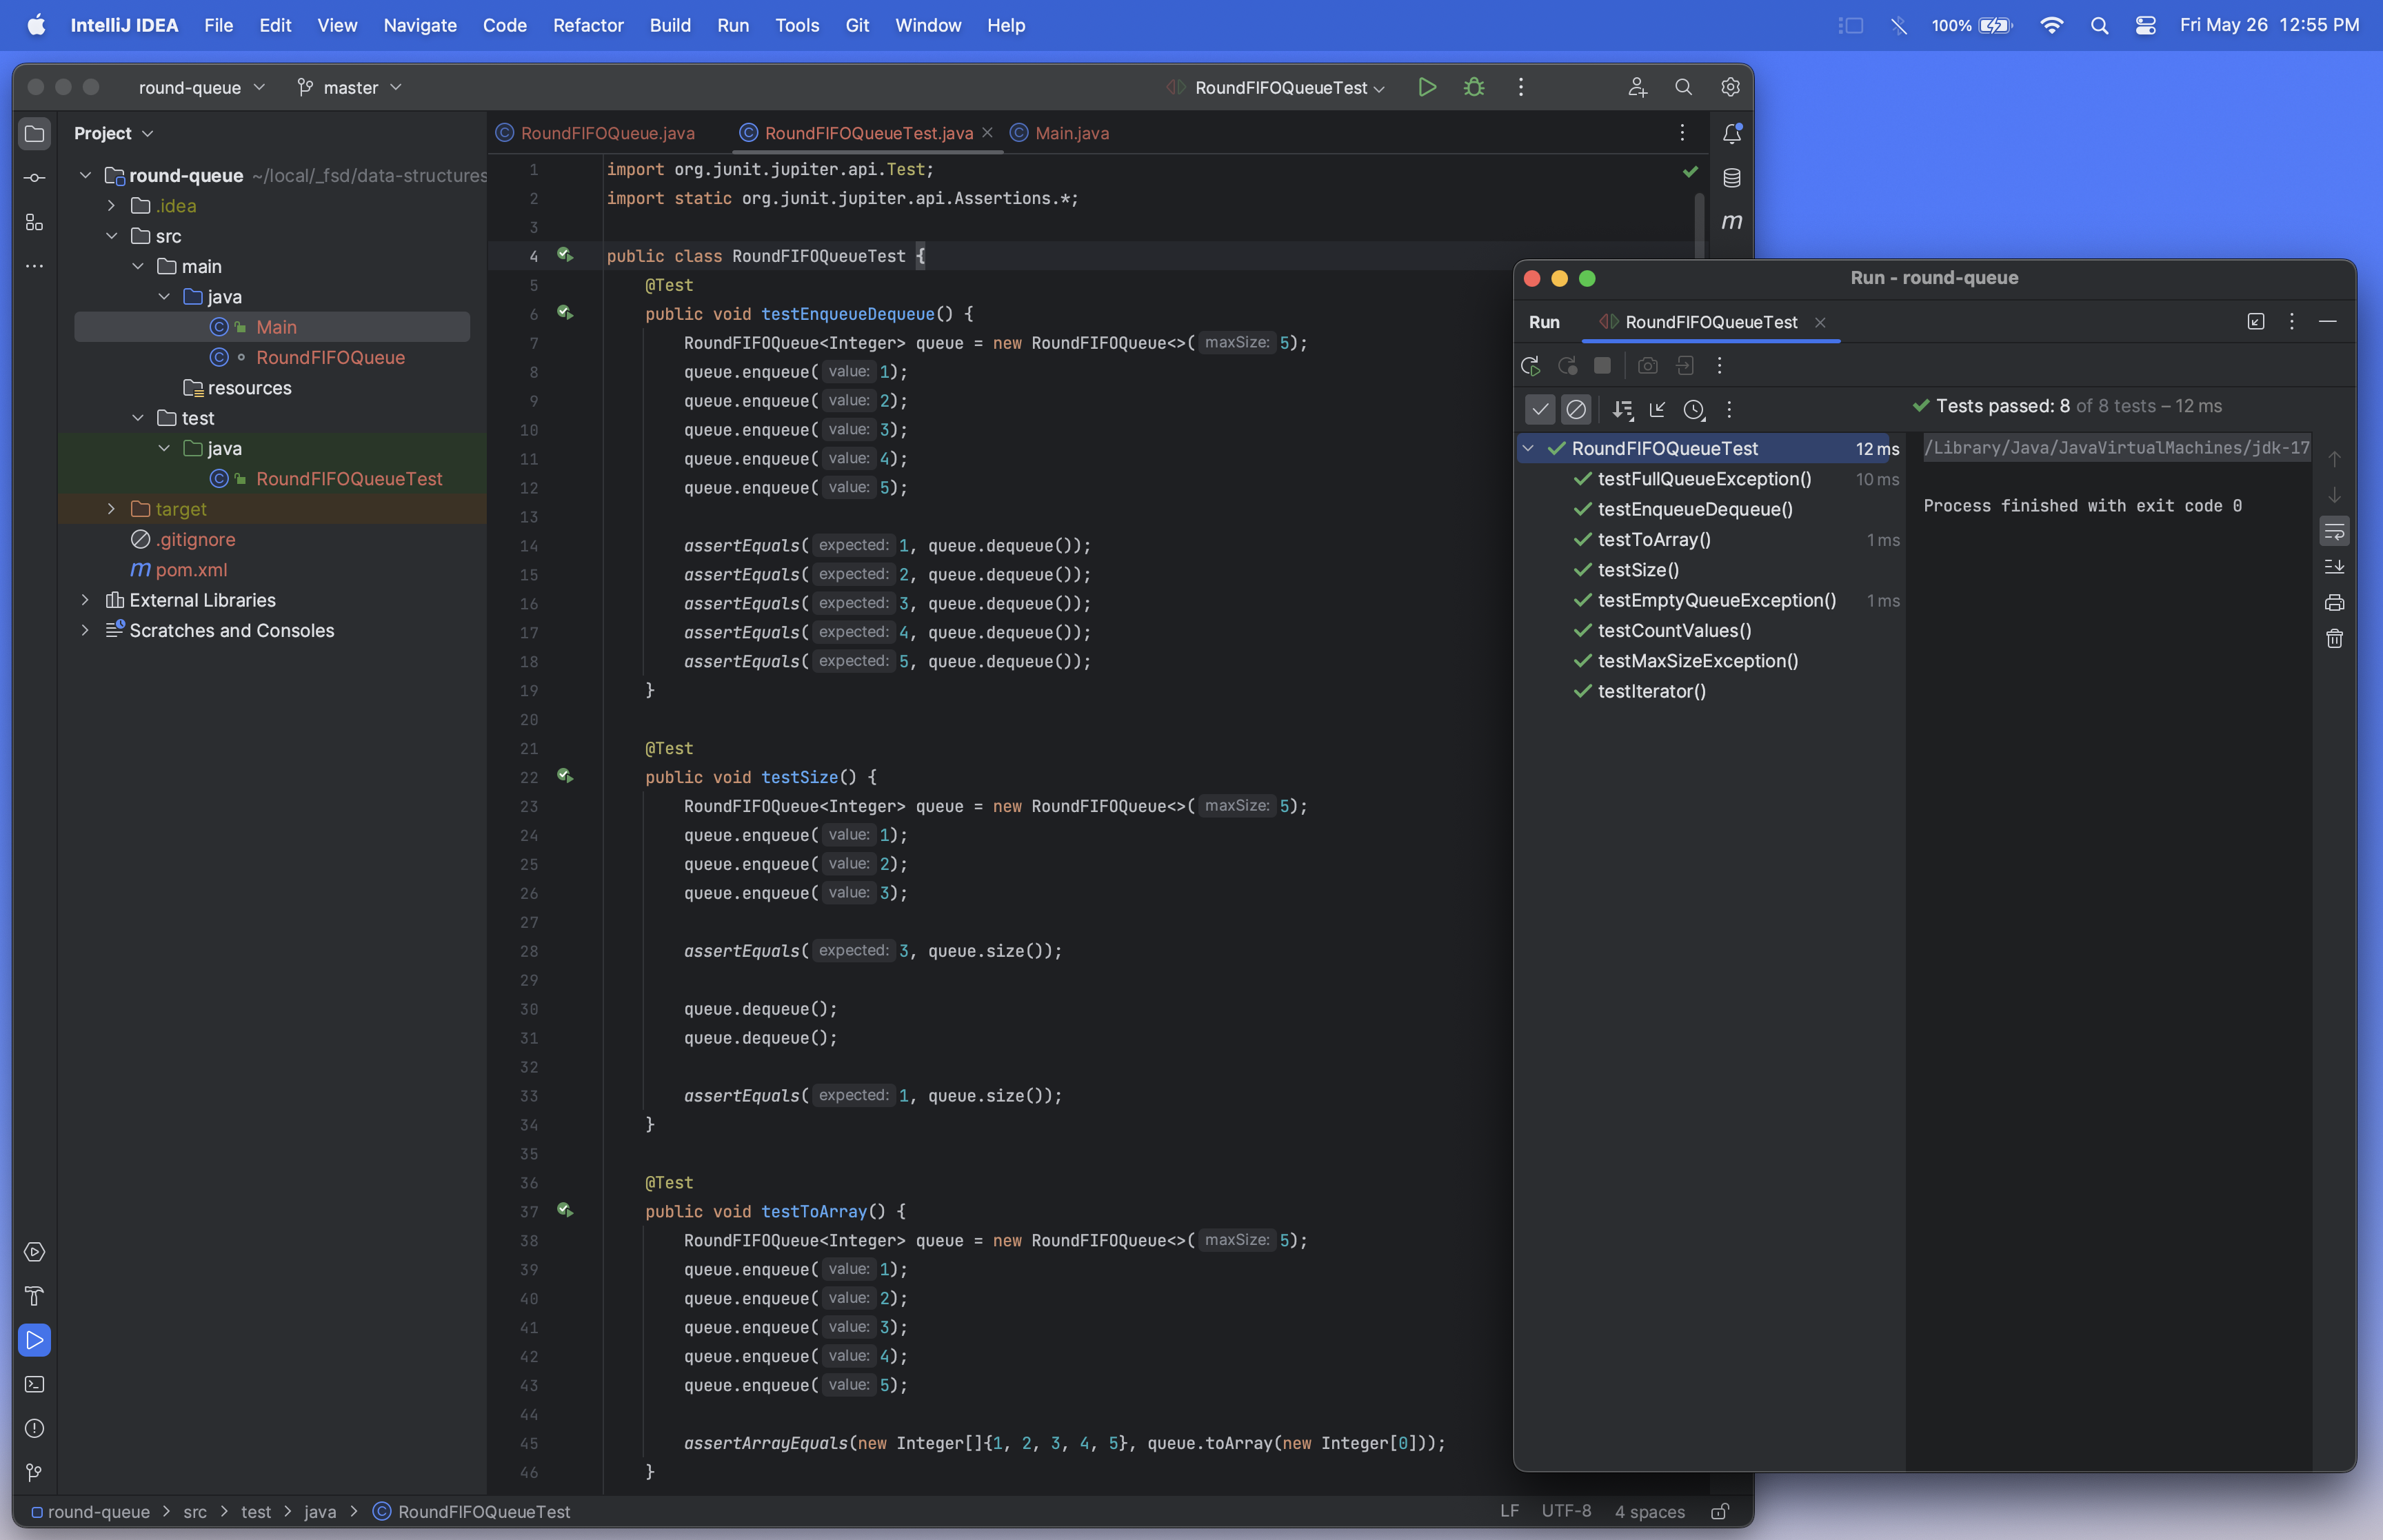 IntelliJ IDEA File Edit View Navigate Code Refactor Build Run Tools Git Window Help 100% Fri May 26 12:55 PM
round-queue master RoundFIFOQueueTest
Project
round-queue ~/local/_fsd/data-structures
.idea
src
main
java
Main
RoundFIFOQueue
resources
test
java
RoundFIFOQueueTest
target
.gitignore
m pom.xml
External Libraries
Scratches and Consoles
RoundFIFOQueue.java RoundFIFOQueueTest.java Main.java
1 import org.junit.jupiter.api.Test;
2 import static org.junit.jupiter.api.Assertions.*;
3
4 public class RoundFIFOQueueTest {
5 @Test
6 public void testEnqueueDequeue() {
7 RoundFIFOQueue<Integer> queue = new RoundFIFOQueue<>( maxSize: 5);
8 queue.enqueue( value: 1);
9 queue.enqueue( value: 2);
10 queue.enqueue( value: 3);
11 queue.enqueue( value: 4);
12 queue.enqueue( value: 5);
13
14 assertEquals( expected: 1, queue.dequeue());
15 assertEquals( expected: 2, queue.dequeue());
16 assertEquals( expected: 3, queue.dequeue());
17 assertEquals( expected: 4, queue.dequeue());
18 assertEquals( expected: 5, queue.dequeue());
19 }
20
21 @Test
22 public void testSize() {
23 RoundFIFOQueue<Integer> queue = new RoundFIFOQueue<>( maxSize: 5);
24 queue.enqueue( value: 1);
25 queue.enqueue( value: 2);
26 queue.enqueue( value: 3);
27
28 assertEquals( expected: 3, queue.size());
29
30 queue.dequeue();
31 queue.dequeue();
32
33 assertEquals( expected: 1, queue.size());
34 }
35
36 @Test
37 public void testToArray() {
38 RoundFIFOQueue<Integer> queue = new RoundFIFOQueue<>( maxSize: 5);
39 queue.enqueue( value: 1);
40 queue.enqueue( value: 2);
41 queue.enqueue( value: 3);
42 queue.enqueue( value: 4);
43 queue.enqueue( value: 5);
44
45 assertArrayEquals(new Integer[]{1, 2, 3, 4, 5}, queue.toArray(new Integer[0]));
46 }
m
Run - round-queue
Run RoundFIFOQueueTest
Tests passed: 8 of 8 tests – 12 ms
RoundFIFOQueueTest 12 ms
testFullQueueException() 10 ms
testEnqueueDequeue()
testToArray() 1 ms
testSize()
testEmptyQueueException() 1 ms
testCountValues()
testMaxSizeException()
testIterator()
/Library/Java/JavaVirtualMachines/jdk-17
Process finished with exit code 0
round-queue > src > test > java > RoundFIFOQueueTest LF UTF-8 4 spaces